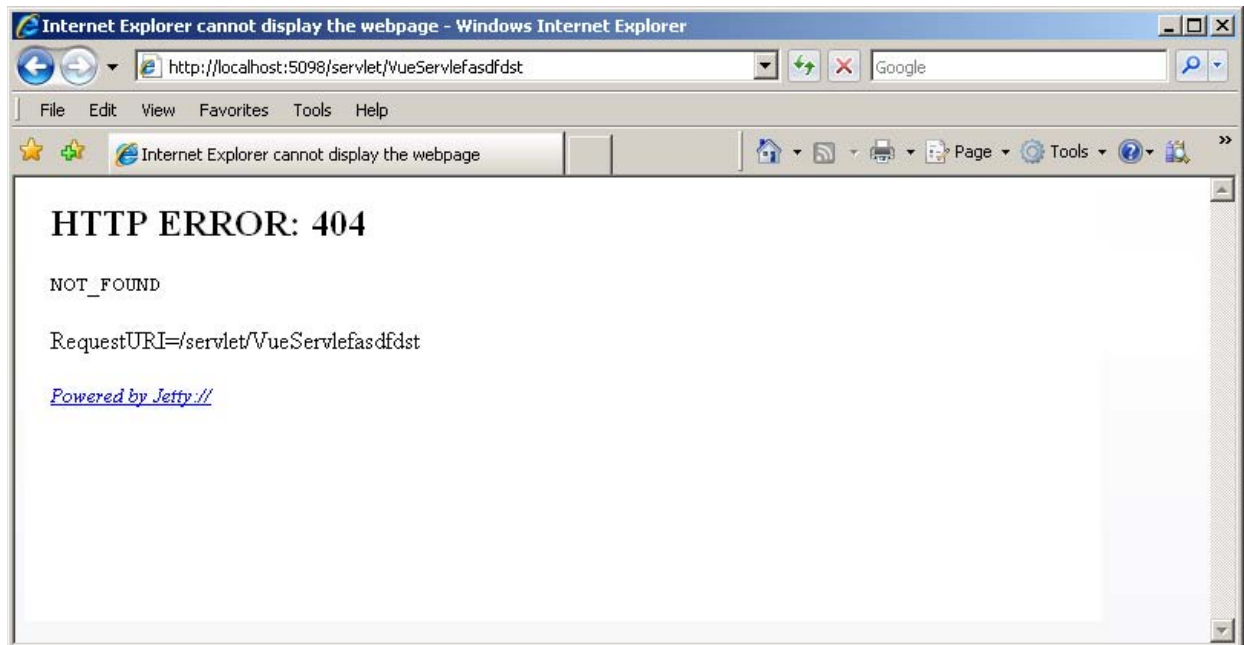 Internet Explorer cannot display the webpage - Windows Internet Explorer
http://localhost:5098/servlet/VueServlefasdfdst
Google
File Edit View Favorites Tools Help
Internet Explorer cannot display the webpage
Page Tools
HTTP ERROR: 404
NOT_FOUND
RequestURI=/servlet/VueServlefasdfdst
Powered by Jetty://